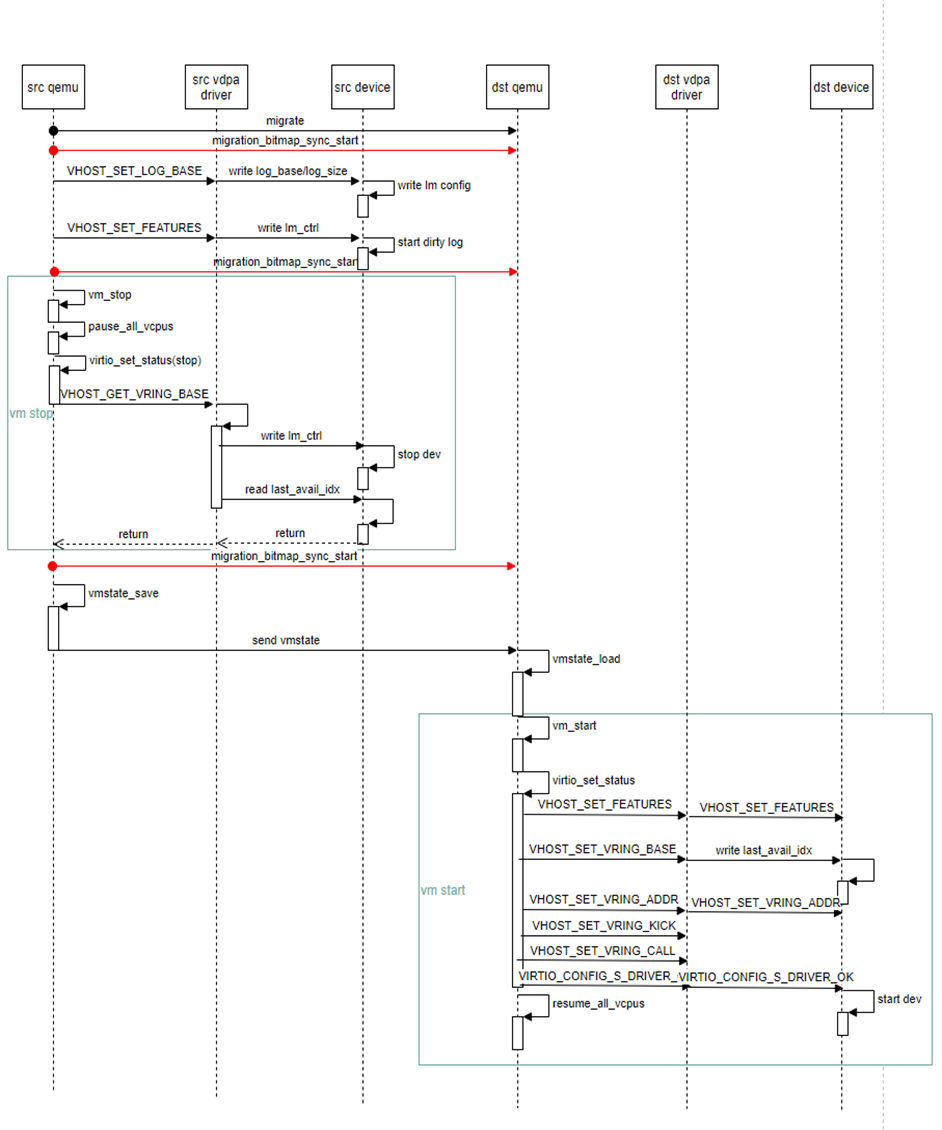 src qemu
src vdpa
driver
src device
dst qemu
dst vdpa
driver
dst device
migrate
migration_bitmap_sync_start
VHOST_SET_LOG_BASE
write log_base/log_size
write lm config
VHOST_SET_FEATURES
write lm_ctrl
start dirty log
migration_bitmap_sync_start
vm_stop
pause_all_vcpus
virtio_set_status(stop)
VHOST_GET_VRING_BASE
vm stop
write lm_ctrl
stop dev
read last_avail_idx
return
return
migration_bitmap_sync_start
vmstate_save
send vmstate
vmstate_load
vm_start
virtio_set_status
VHOST_SET_FEATURES
VHOST_SET_FEATURES
VHOST_SET_VRING_BASE
write last_avail_idx
vm start
VHOST_SET_VRING_ADDR
VHOST_SET_VRING_ADDR
VHOST_SET_VRING_KICK
VHOST_SET_VRING_CALL
VIRTIO_CONFIG_S_DRIVER_
VIRTIO_CONFIG_S_DRIVER_OK
start dev
resume_all_vcpus